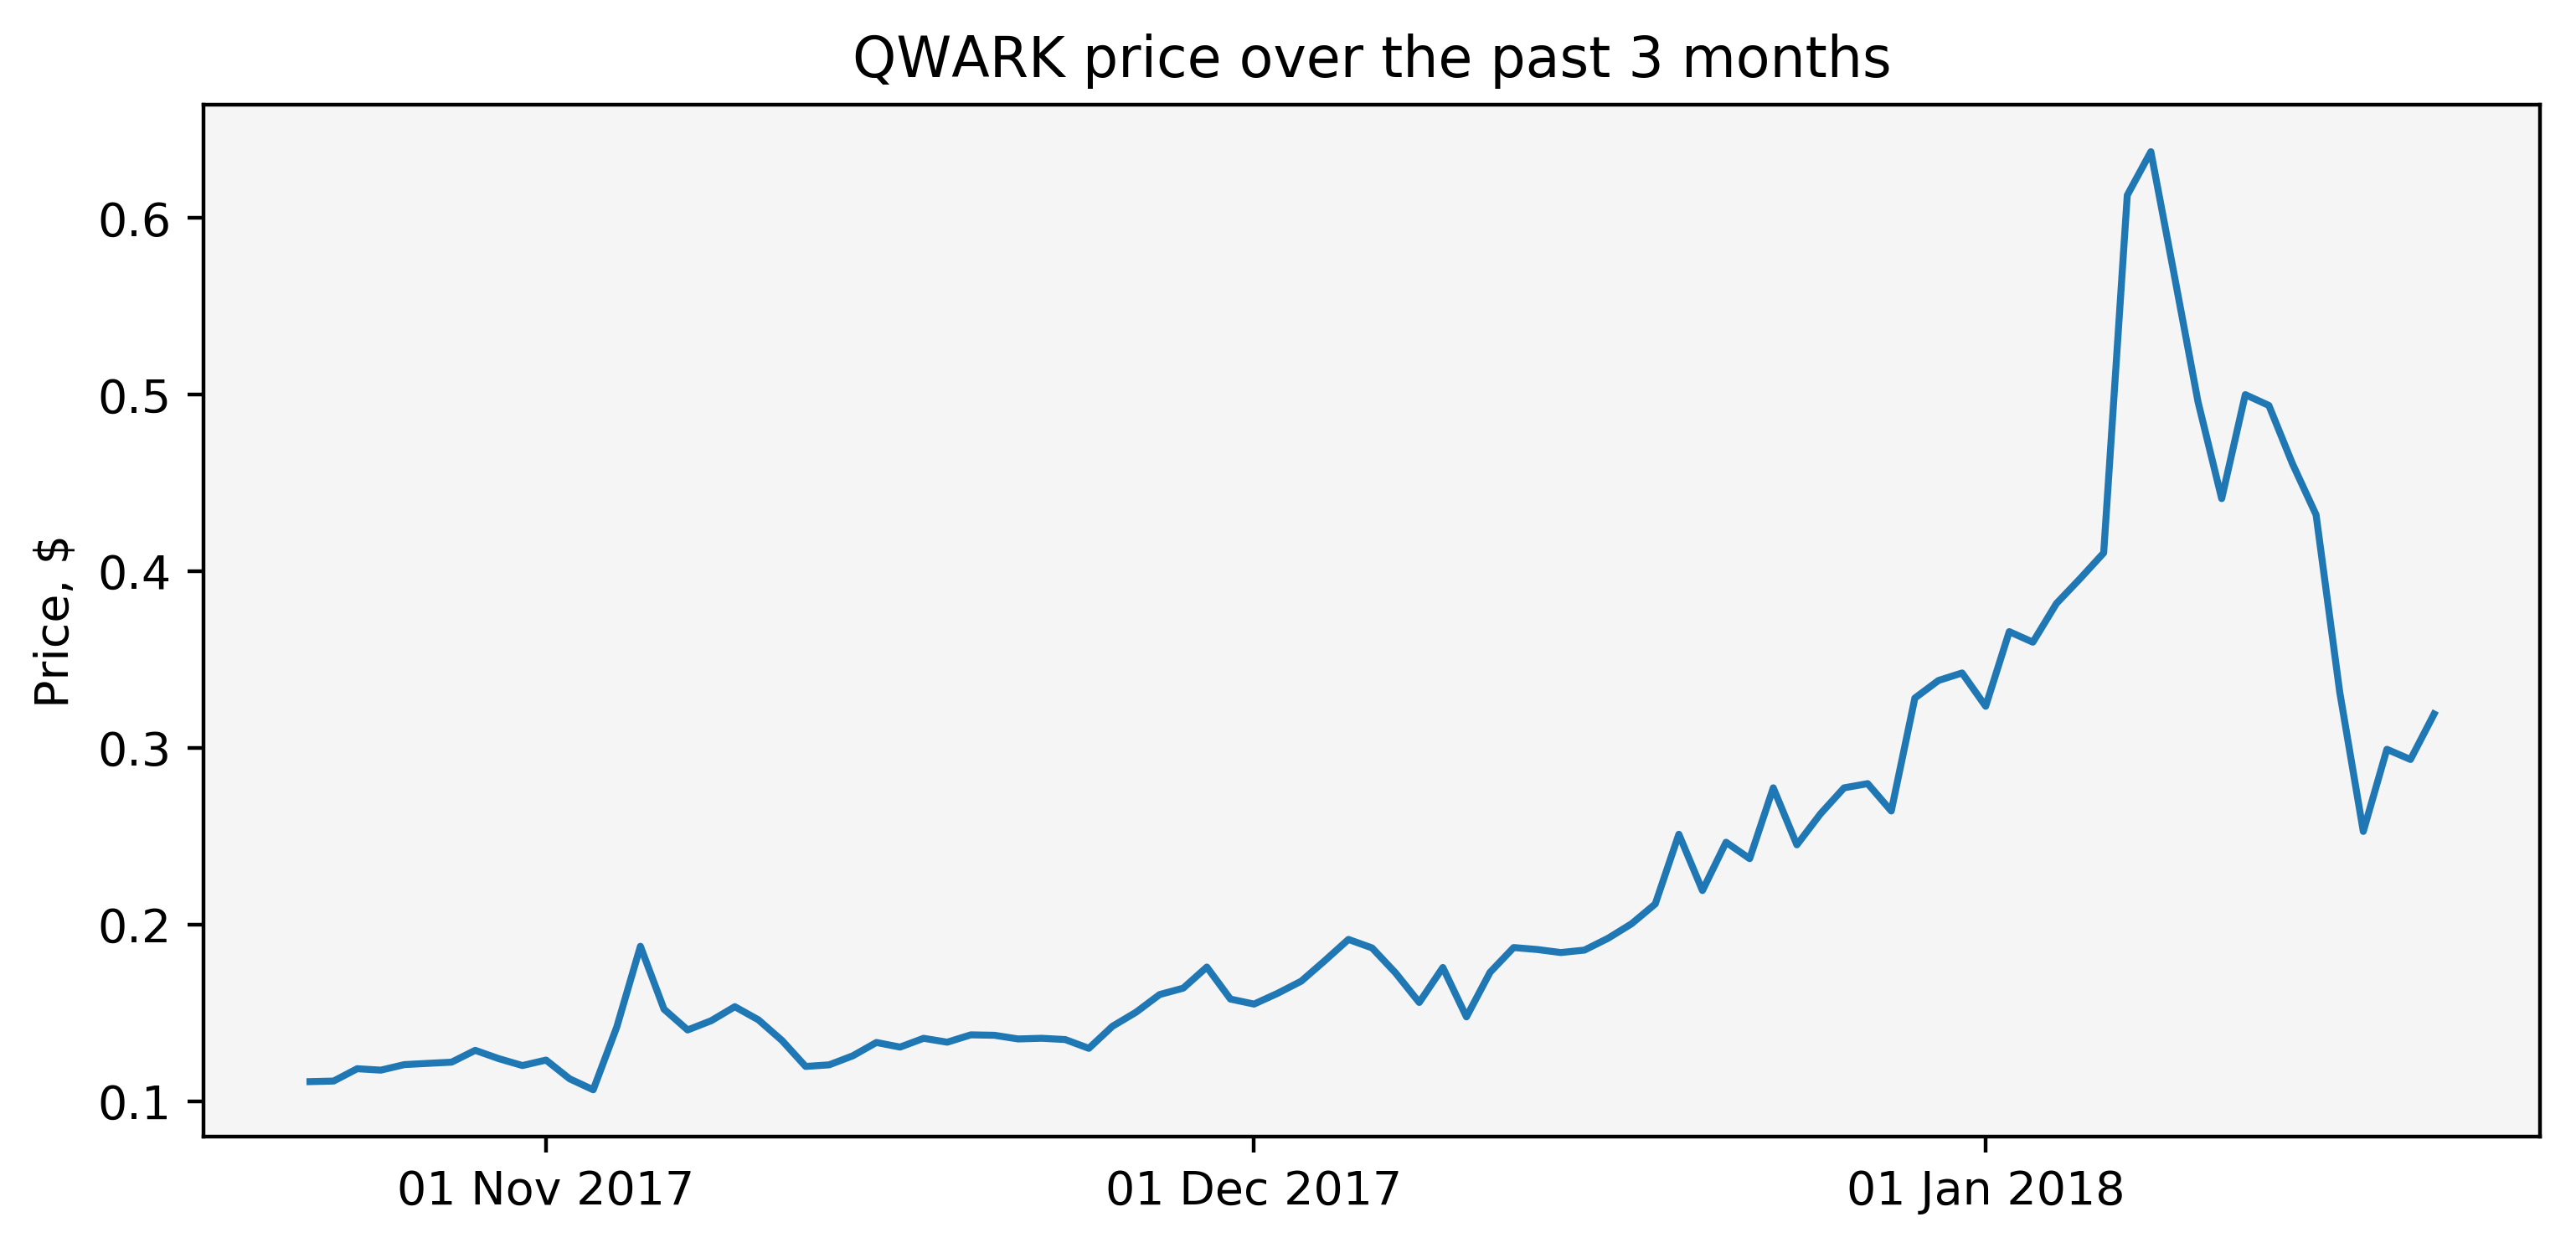 QWARK price over the past 3 months
Price, $
0.6
0.5
0.4
0.3
0.2
0.1
01 Nov 2017
01 Dec 2017
01 Jan 2018